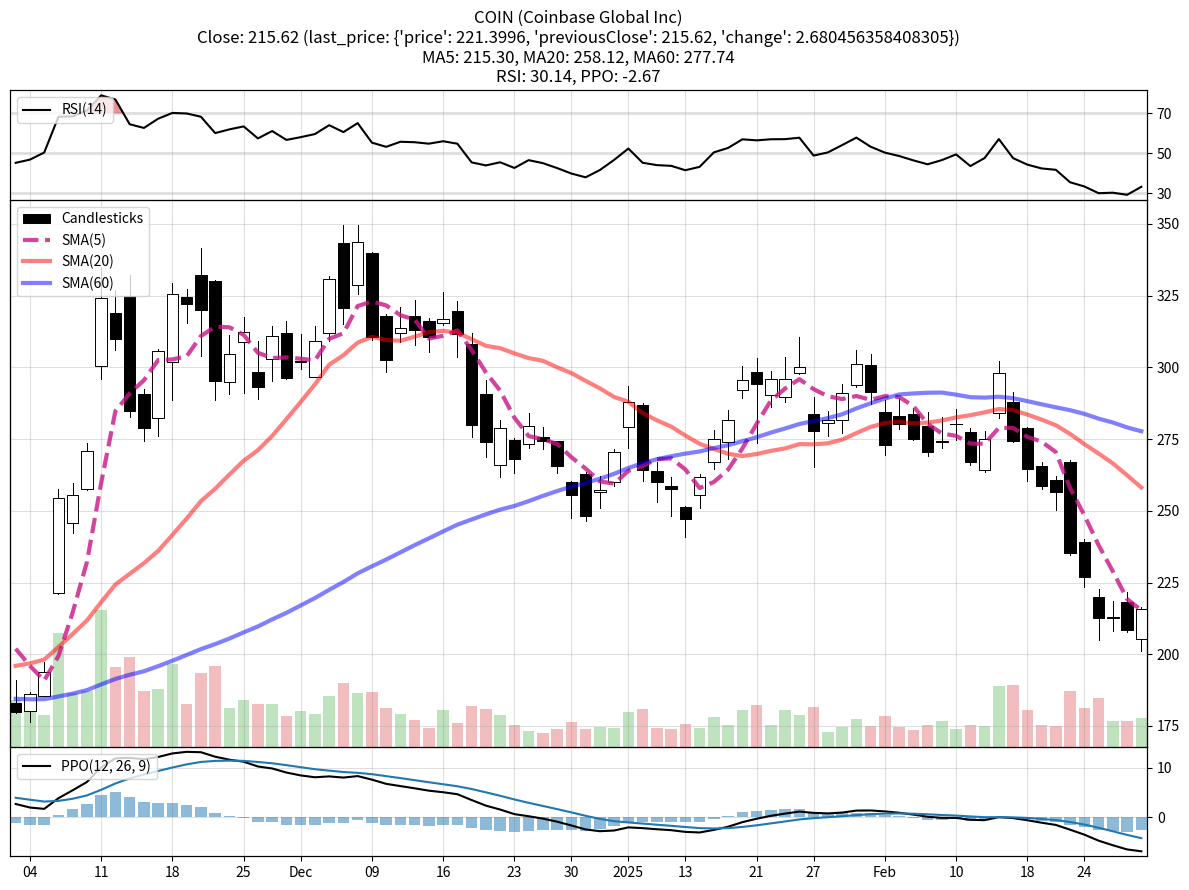 COIN (Coinbase Global Inc)
Close: 215.62 (last_price: {'price': 221.3996, 'previousClose': 215.62, 'change': 2.680456358408305})
MA5: 215.30, MA20: 258.12, MA60: 277.74
RSI: 30.14, PPO: -2.67
RSI(14)
70
50
30
Candlesticks
SMA(5)
SMA(20)
SMA(60)
350
325
300
275
250
225
200
175
PPO(12, 26, 9)
10
0
04 11 18 25 Dec 09 16 23 30 2025 13 21 27 Feb 10 18 24